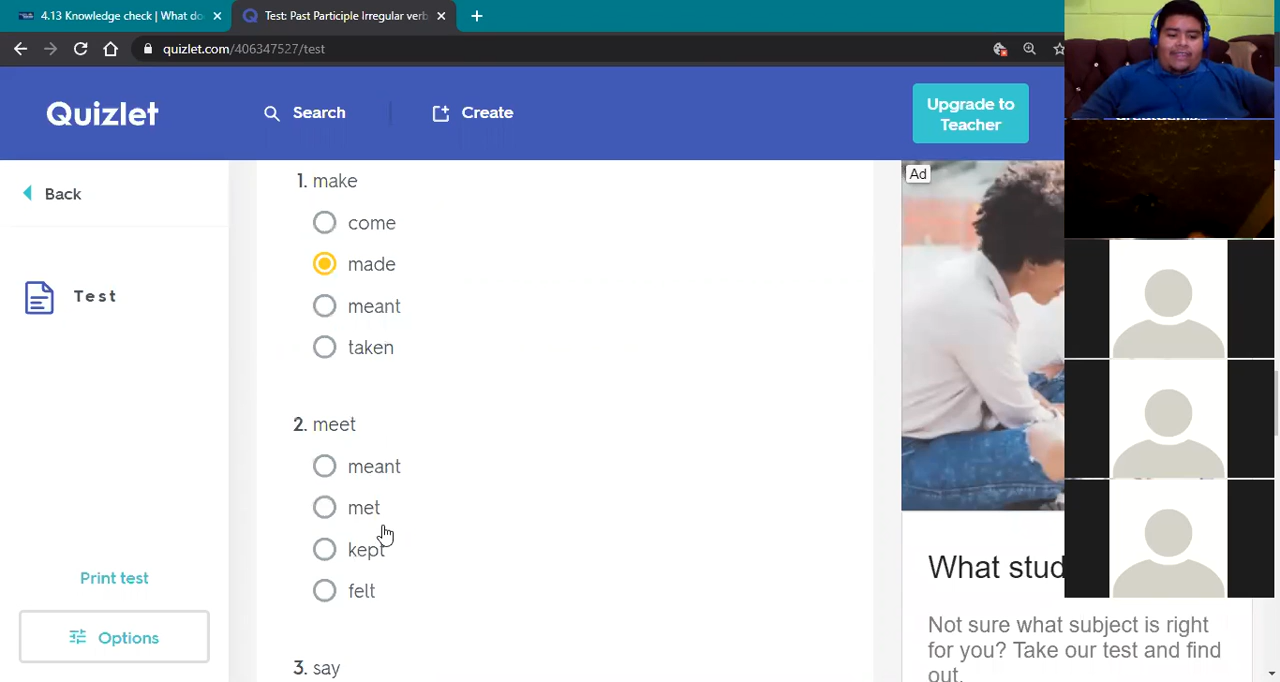 4.13 Knowledge check | What do
Test: Past Participle Irregular verb
quizlet.com/406347527/test
Quizlet
Search
Create
Upgrade to
Teacher
Back
Test
Print test
Options
1. make
come
made
meant
taken
2. meet
meant
met
kept
felt
3. say
Ad
What stud
Not sure what subject is right
for you? Take our test and find
out.